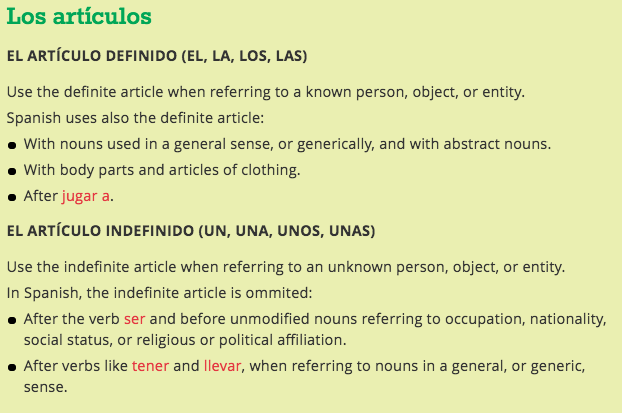 Los artículos
EL ARTÍCULO DEFINIDO (EL, LA, LOS, LAS)
Use the definite article when referring to a known person, object, or entity.
Spanish uses also the definite article:
● With nouns used in a general sense, or generically, and with abstract nouns.
● With body parts and articles of clothing.
● After jugar a.
EL ARTÍCULO INDEFINIDO (UN, UNA, UNOS, UNAS)
Use the indefinite article when referring to an unknown person, object, or entity.
In Spanish, the indefinite article is ommited:
● After the verb ser and before unmodified nouns referring to occupation, nationality,
social status, or religious or political affiliation.
● After verbs like tener and llevar, when referring to nouns in a general, or generic,
sense.